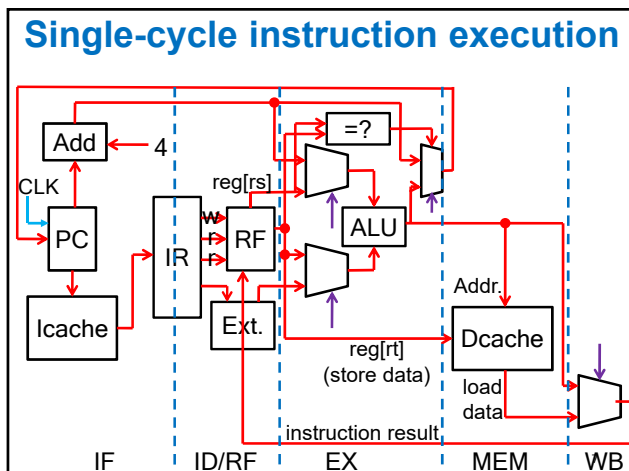 Single-cycle instruction execution
=?
Add
4
CLK
reg[rs]
PC
IR
w
r
r
RF
ALU
Icache
Ext.
Addr.
Dcache
reg[rt]
(store data)
load
data
instruction result
IF
ID/RF
EX
MEM
WB